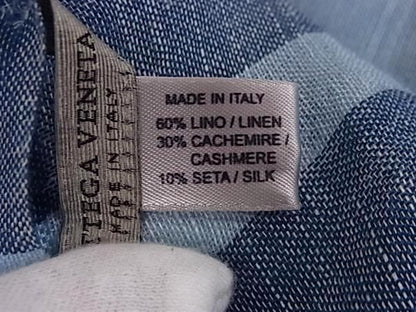 TTEGA VENETA
MADE IN ITALY
MADE IN ITALY
60% LINO / LINEN
30% CACHEMIRE /
CASHMERE
10% SETA / SILK